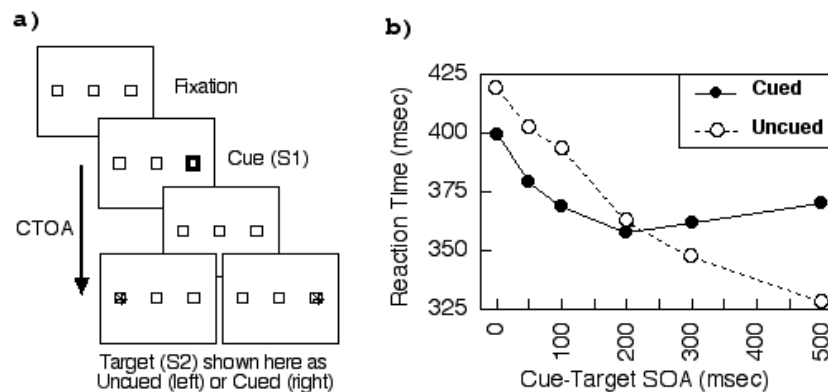 a)
Fixation
Cue (S1)
CTOA
Target (S2) shown here as
Uncued (left) or Cued (right)
b)
Reaction Time (msec)
425
400
375
350
325
Cued
Uncued
0
100
200
300
400
500
Cue-Target SOA (msec)